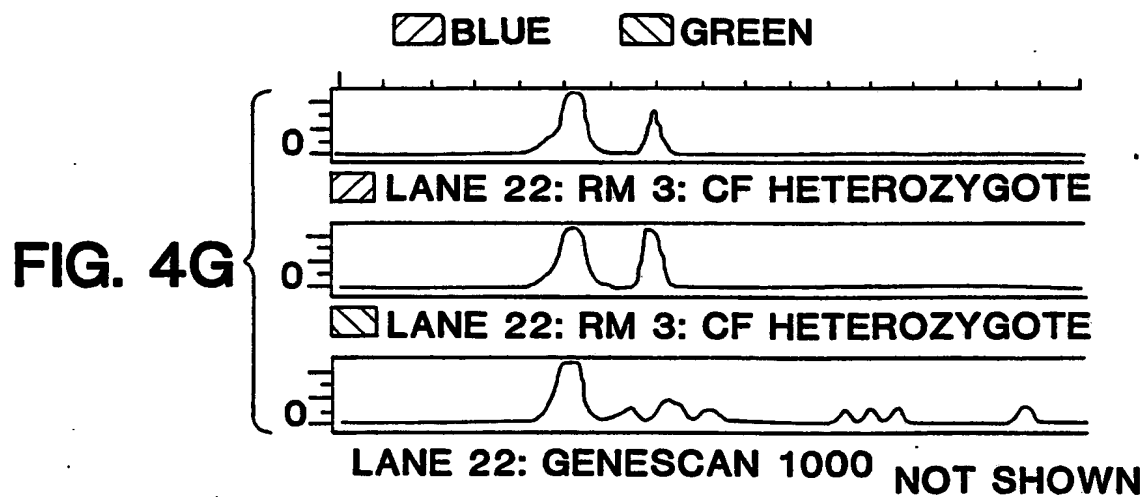 BLUE GREEN
0
LANE 22: RM 3: CF HETEROZYGOTE
0
FIG. 4G
LANE 22: RM 3: CF HETEROZYGOTE
0
LANE 22: GENESCAN 1000 NOT SHOWN